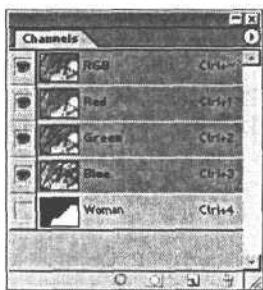 Channels
RGB Ctrl+~
Red Ctrl+1
Green Ctrl+2
Blue Ctrl+3
Woman Ctrl+4